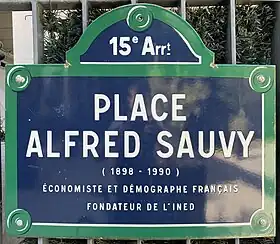 15e Arrt
PLACE
ALFRED SAUVY
( 1898 - 1990 )
ÉCONOMISTE ET DÉMOGRAPHE FRANÇAIS
FONDATEUR DE L'INED